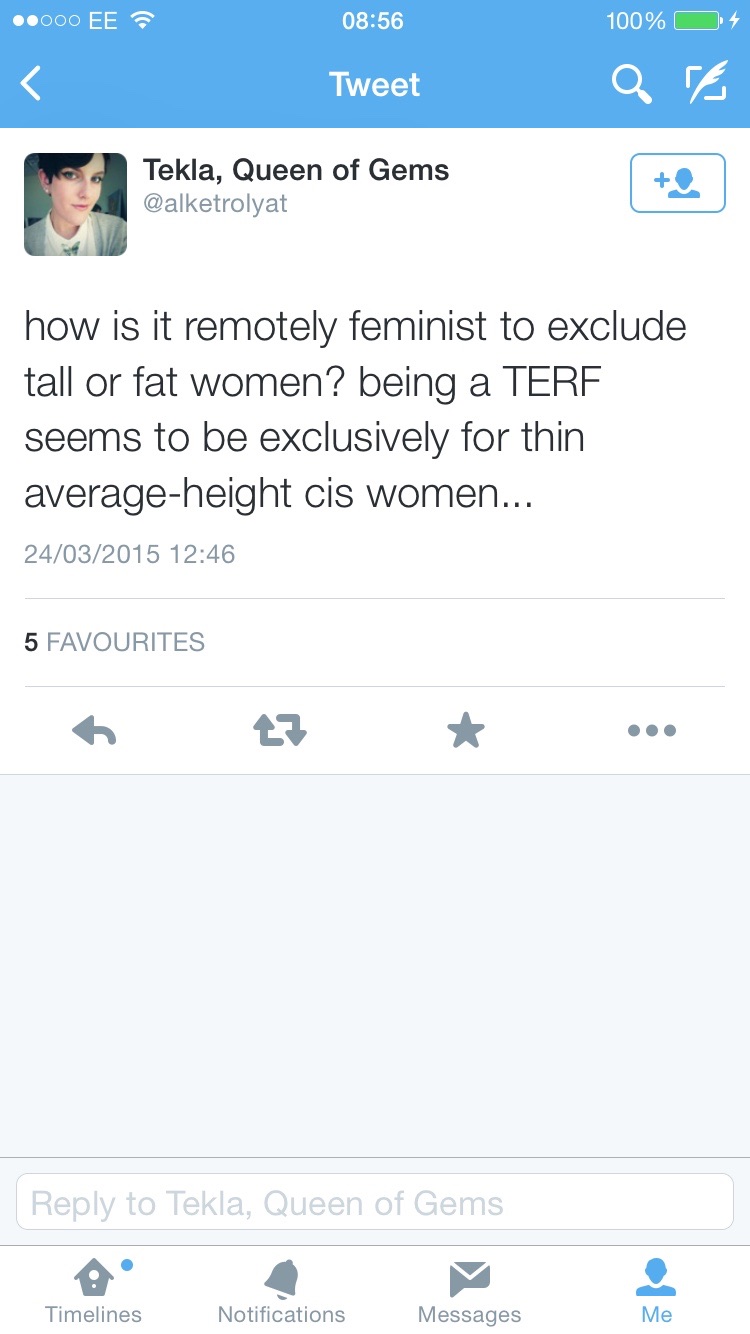 EE 08:56 100%
Tweet
Tekla, Queen of Gems
@alketrolyat
how is it remotely feminist to exclude
tall or fat women? being a TERF
seems to be exclusively for thin
average-height cis women...
24/03/2015 12:46
5 FAVOURITES
Reply to Tekla, Queen of Gems
Timelines Notifications Messages Me